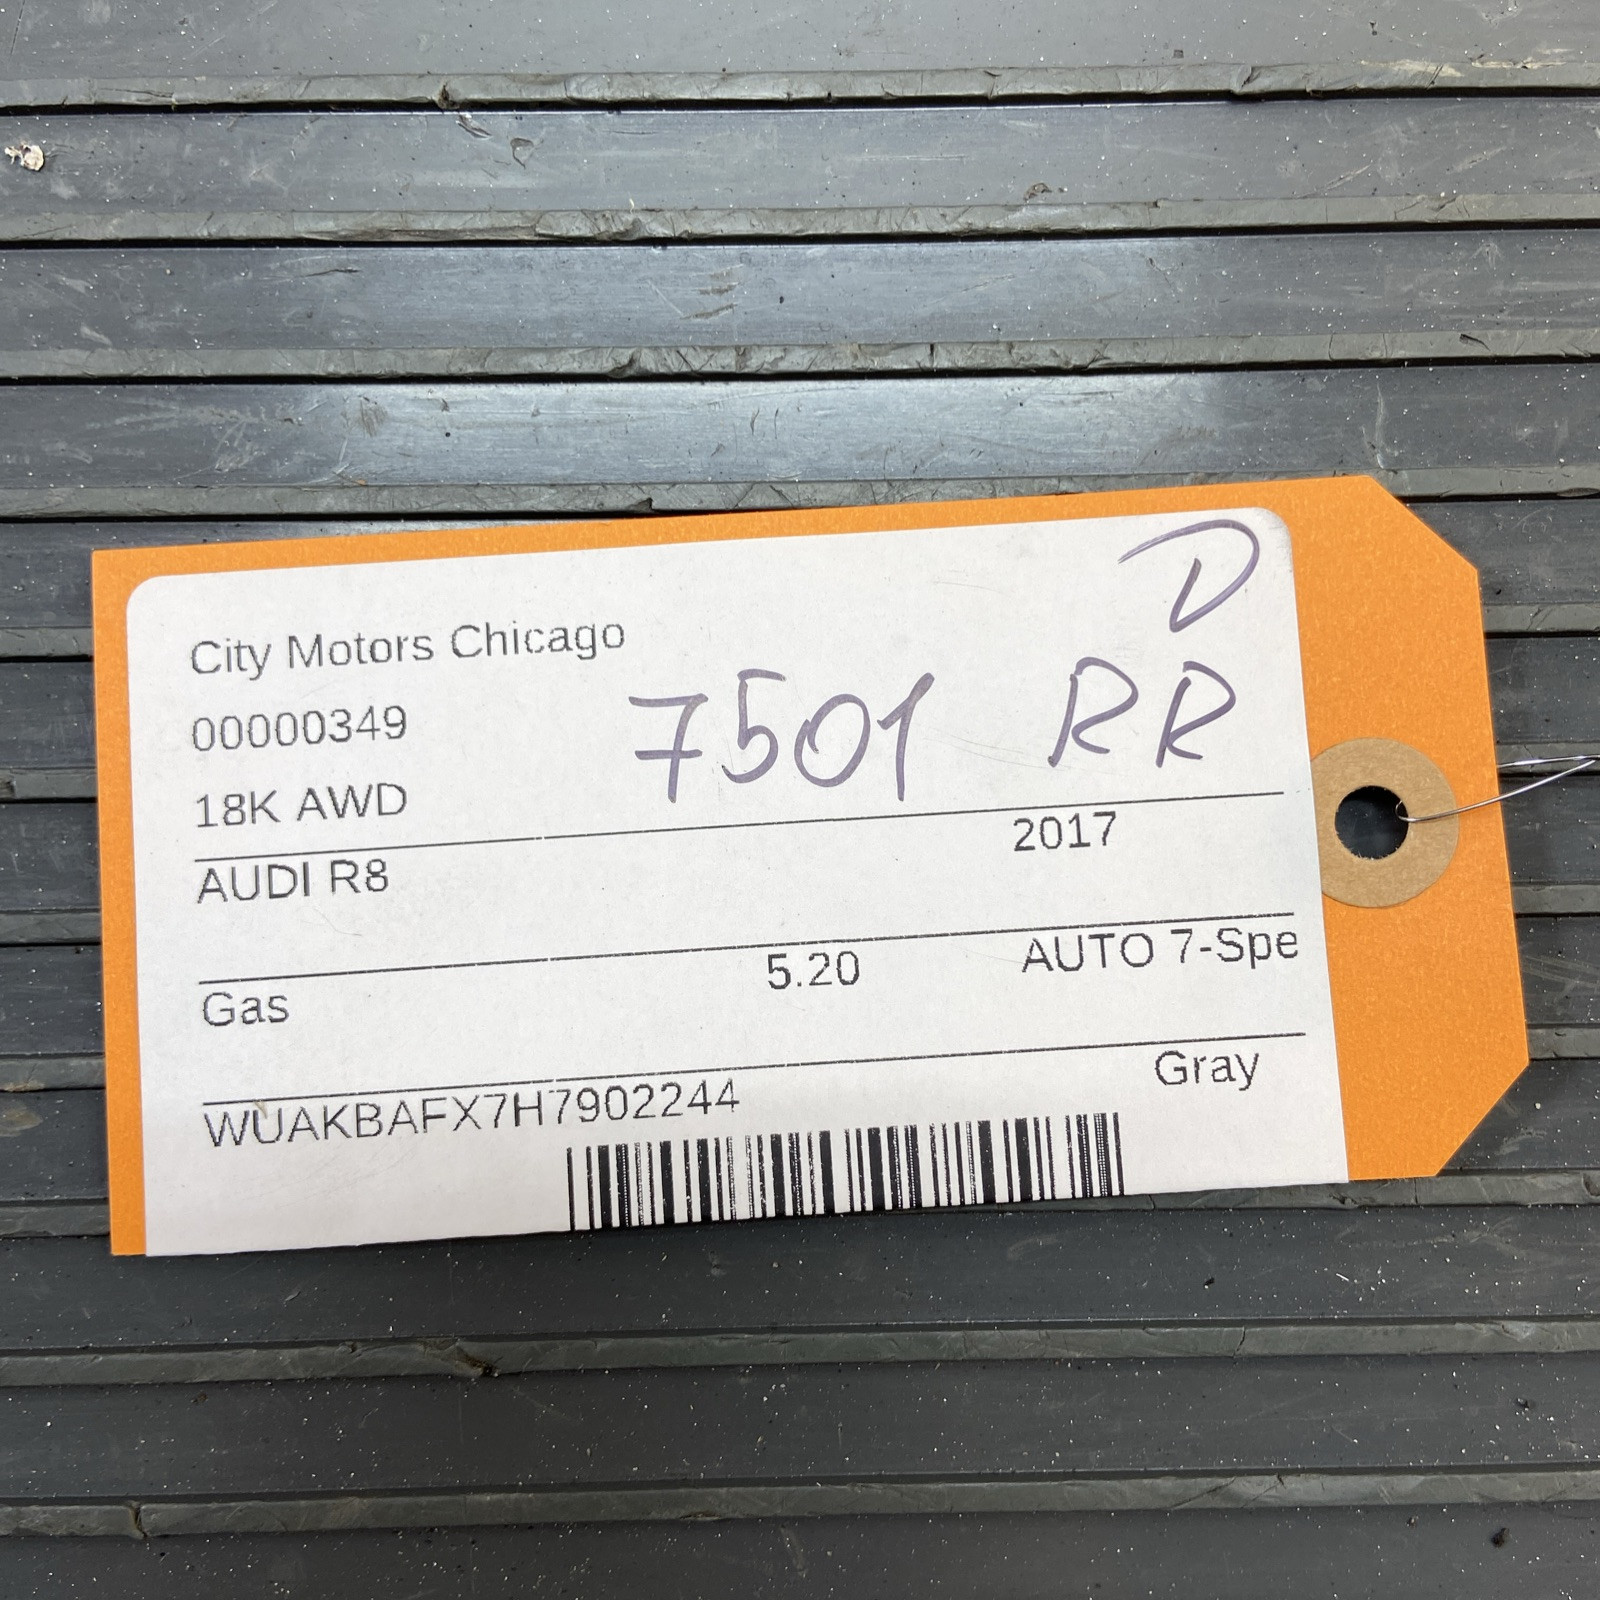 D
City Motors Chicago
00000349 7501 RR
18K AWD
AUDI R8 2017
Gas 5.20 AUTO 7-Spe
WUAKBAFX7H7902244 Gray